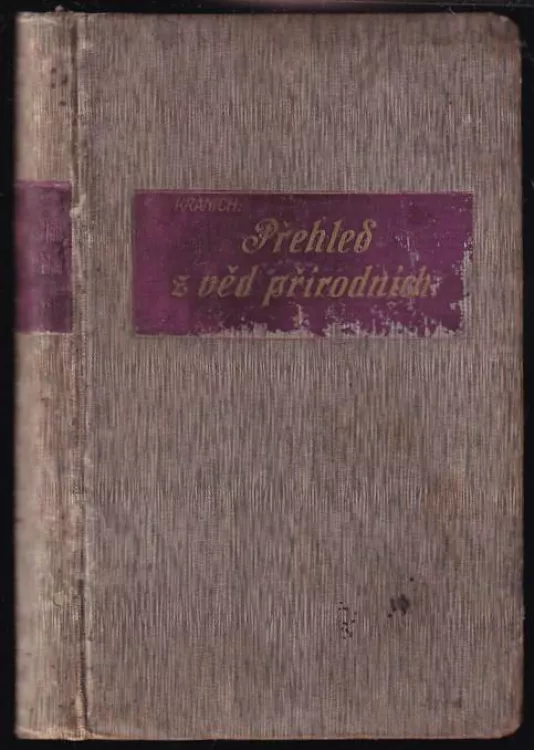 KRANICH:
Přehled
z věd přírodních.